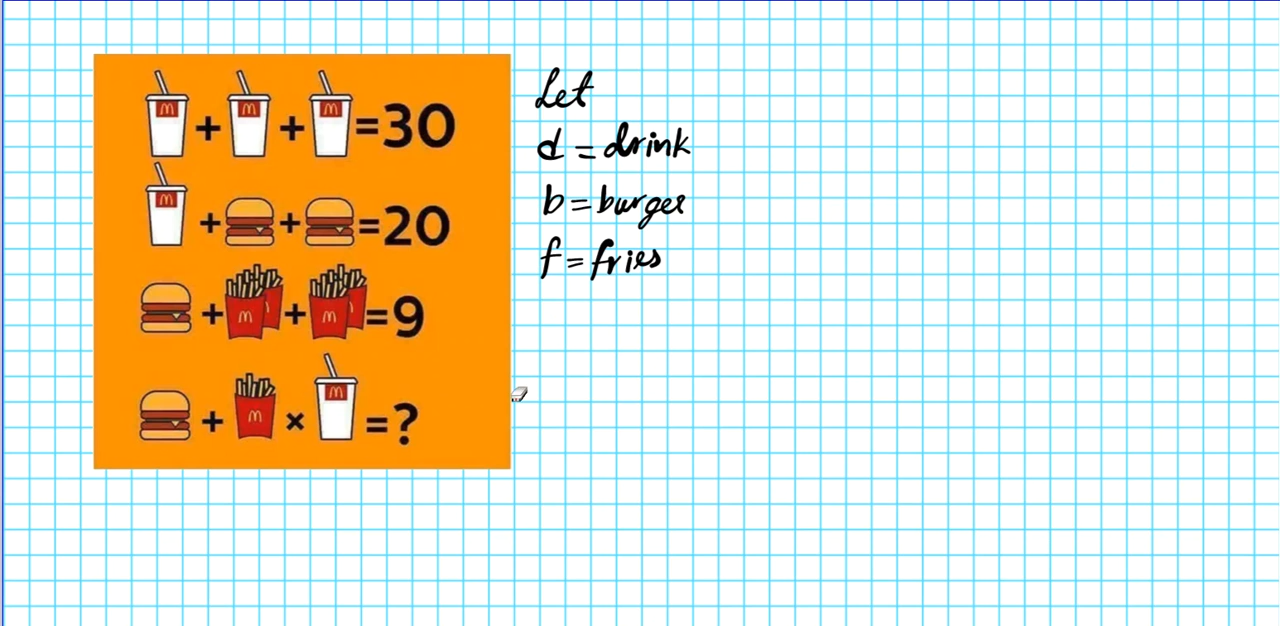 + + =30
+ + =20
+ + =9
+ × =?
Let
d = drink
b = burger
f = fries